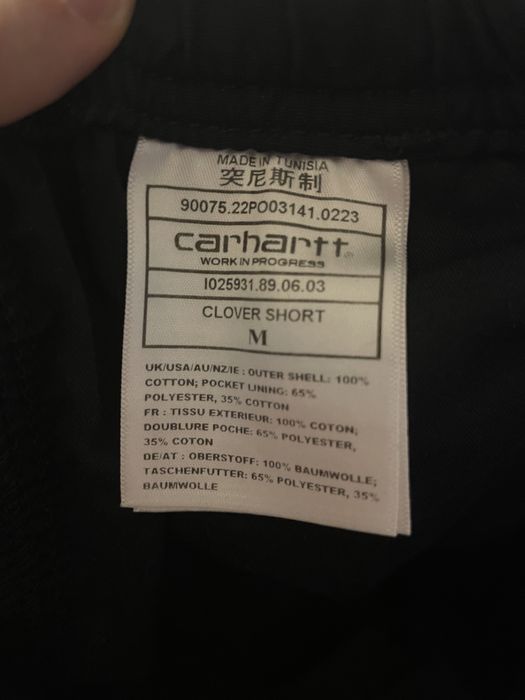 MADE IN TUNISIA
突尼斯制
90075.22PO03141.0223
carhartt
WORK IN PROGRESS
I025931.89.06.03
CLOVER SHORT
M
UK/USA/AU/NZ/IE : OUTER SHELL: 100%
COTTON; POCKET LINING: 65%
POLYESTER, 35% COTTON
FR : TISSU EXTERIEUR: 100% COTON;
DOUBLURE POCHE: 65% POLYESTER,
35% COTON
DE/AT : OBERSTOFF: 100% BAUMWOLLE;
TASCHENFUTTER: 65% POLYESTER, 35%
BAUMWOLLE